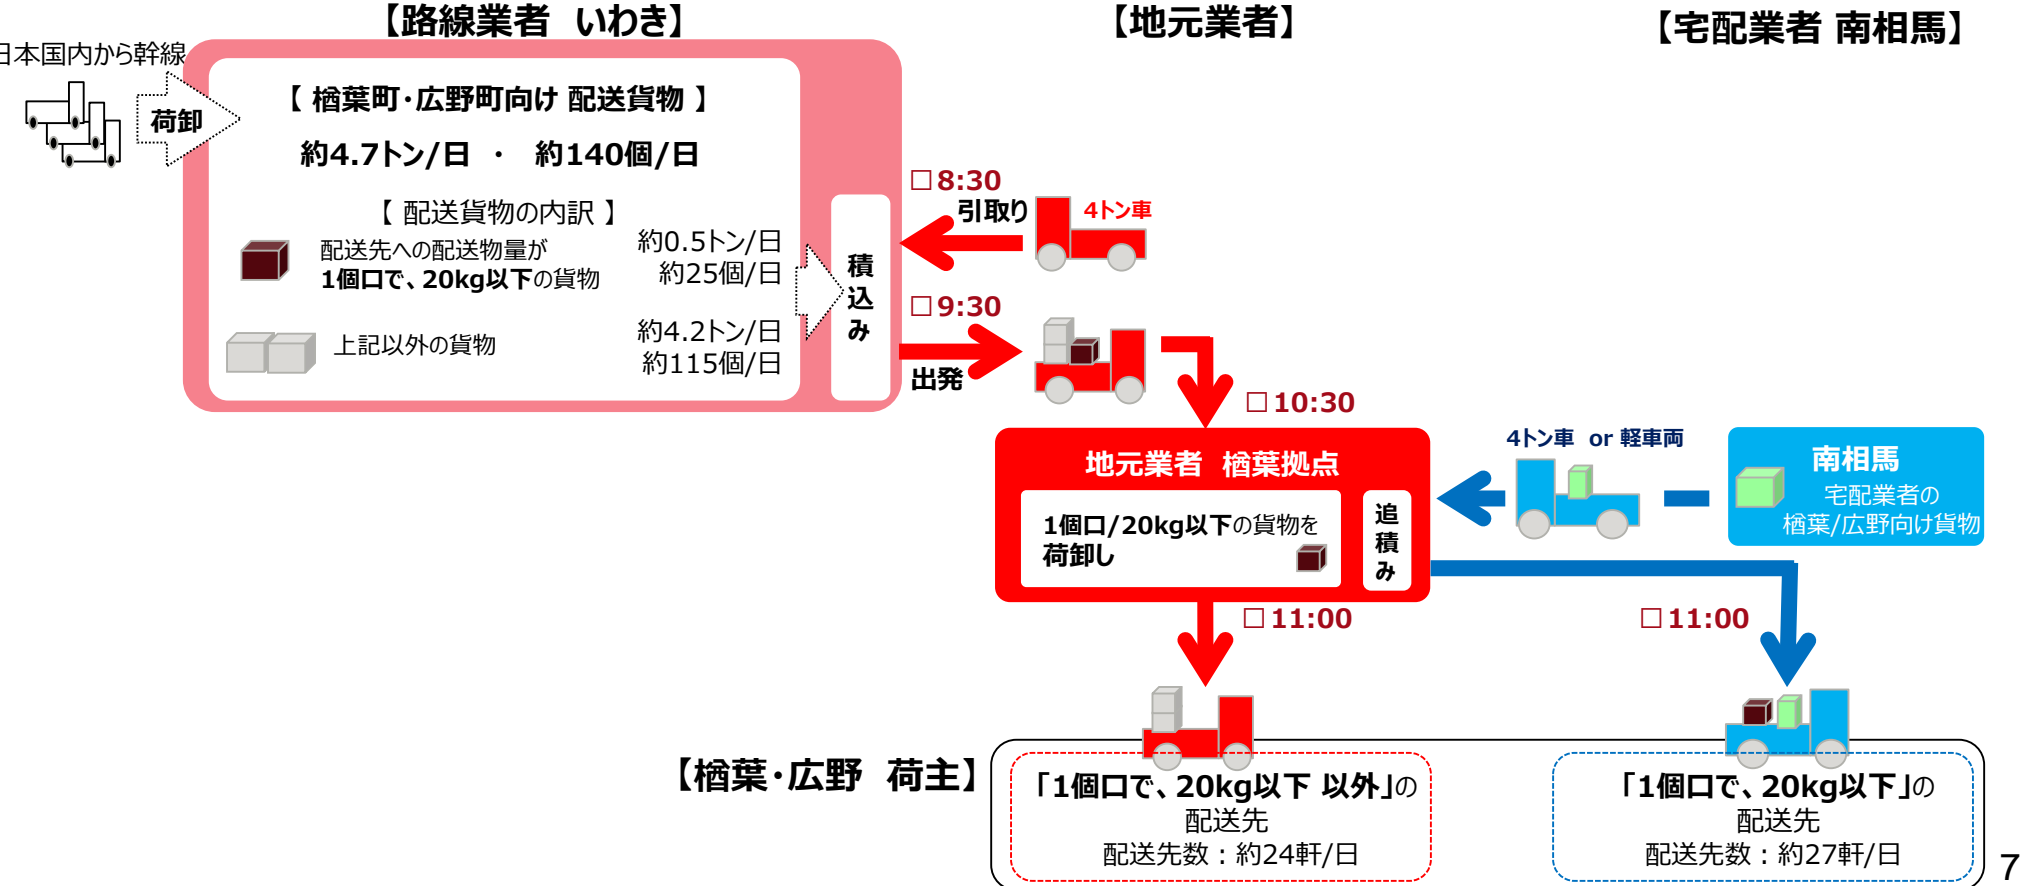 【路線業者 いわき】
【地元業者】
【宅配業者 南相馬】
日本国内から幹線
荷卸
【 楢葉町・広野町向け 配送貨物 】
約4.7トン/日 ・ 約140個/日
【 配送貨物の内訳 】
配送先への配送物量が
1個口で、20kg以下の貨物
約0.5トン/日
約25個/日
上記以外の貨物
約4.2トン/日
約115個/日
積込み
□8:30
引取り
4トン車
□9:30
出発
□10:30
地元業者 楢葉拠点
1個口/20kg以下の貨物を
荷卸し
追積み
4トン車 or 軽車両
南相馬
宅配業者の
楢葉/広野向け貨物
□11:00
□11:00
【楢葉・広野 荷主】
「1個口で、20kg以下 以外」の
配送先
配送先数：約24軒/日
「1個口で、20kg以下」の
配送先
配送先数：約27軒/日
7